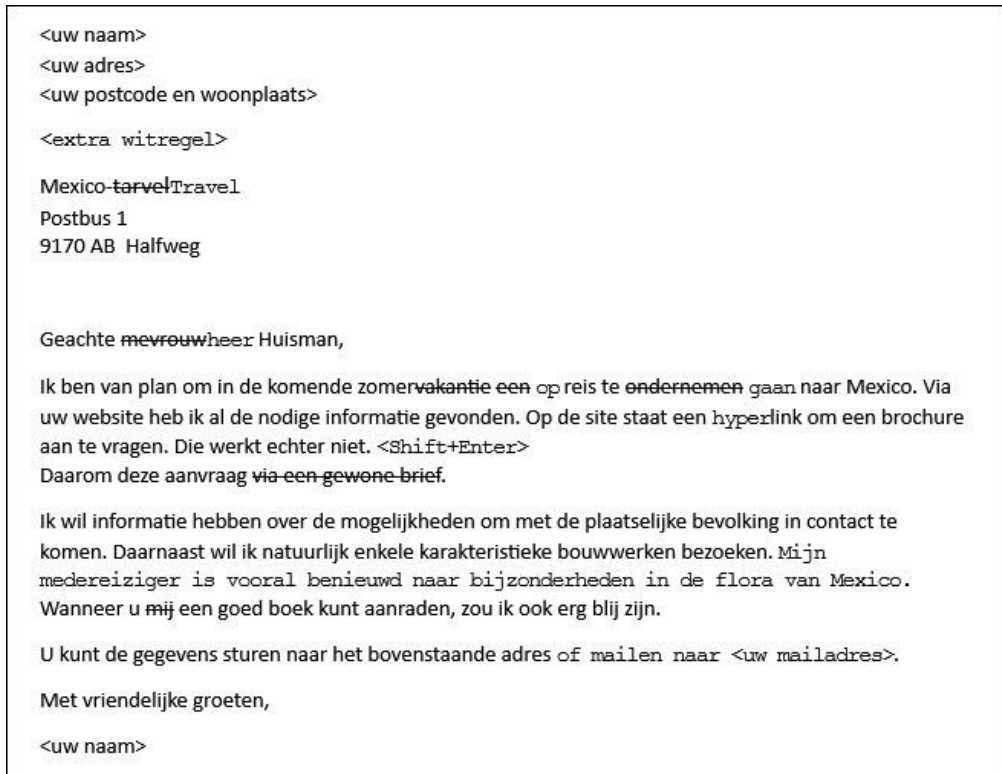 <uw naam>
<uw adres>
<uw postcode en woonplaats>
<extra witregel>
Mexico-tarvelTravel
Postbus 1
9170 AB  Halfweg
Geachte mevrouwheer Huisman,
Ik ben van plan om in de komende zomervakantie een op reis te ondernemen gaan naar Mexico. Via
uw website heb ik al de nodige informatie gevonden. Op de site staat een hyperlink om een brochure
aan te vragen. Die werkt echter niet. <Shift+Enter>
Daarom deze aanvraag via een gewone brief.
Ik wil informatie hebben over de mogelijkheden om met de plaatselijke bevolking in contact te
komen. Daarnaast wil ik natuurlijk enkele karakteristieke bouwwerken bezoeken. Mijn
medereiziger is vooral benieuwd naar bijzonderheden in de flora van Mexico.
Wanneer u mij een goed boek kunt aanraden, zou ik ook erg blij zijn.
U kunt de gegevens sturen naar het bovenstaande adres of mailen naar <uw mailadres>.
Met vriendelijke groeten,
<uw naam>